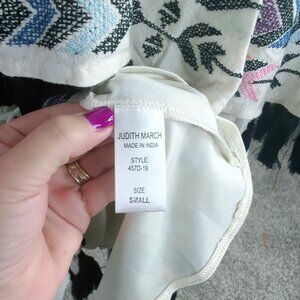 JUDITH MARCH
MADE IN INDIA
STYLE:
457D-19
SIZE
SMALL